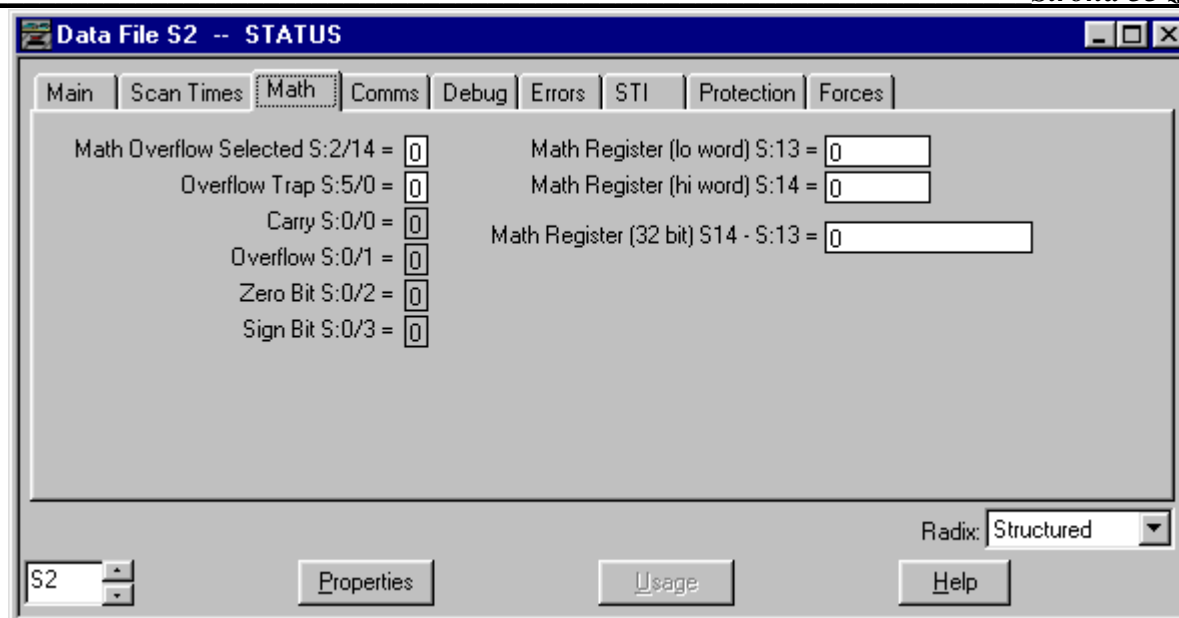 Data File S2 -- STATUS
Main Scan Times Math Comms Debug Errors STI Protection Forces
Math Overflow Selected S:2/14 = 0 Math Register (lo word) S:13 = 0
Overflow Trap S:5/0 = 0 Math Register (hi word) S:14 = 0
Carry S:0/0 = 0
Math Register (32 bit) S14 - S:13 = 0
Overflow S:0/1 = 0
Zero Bit S:0/2 = 0
Sign Bit S:0/3 = 0
Radix: Structured
S2 Properties Usage Help